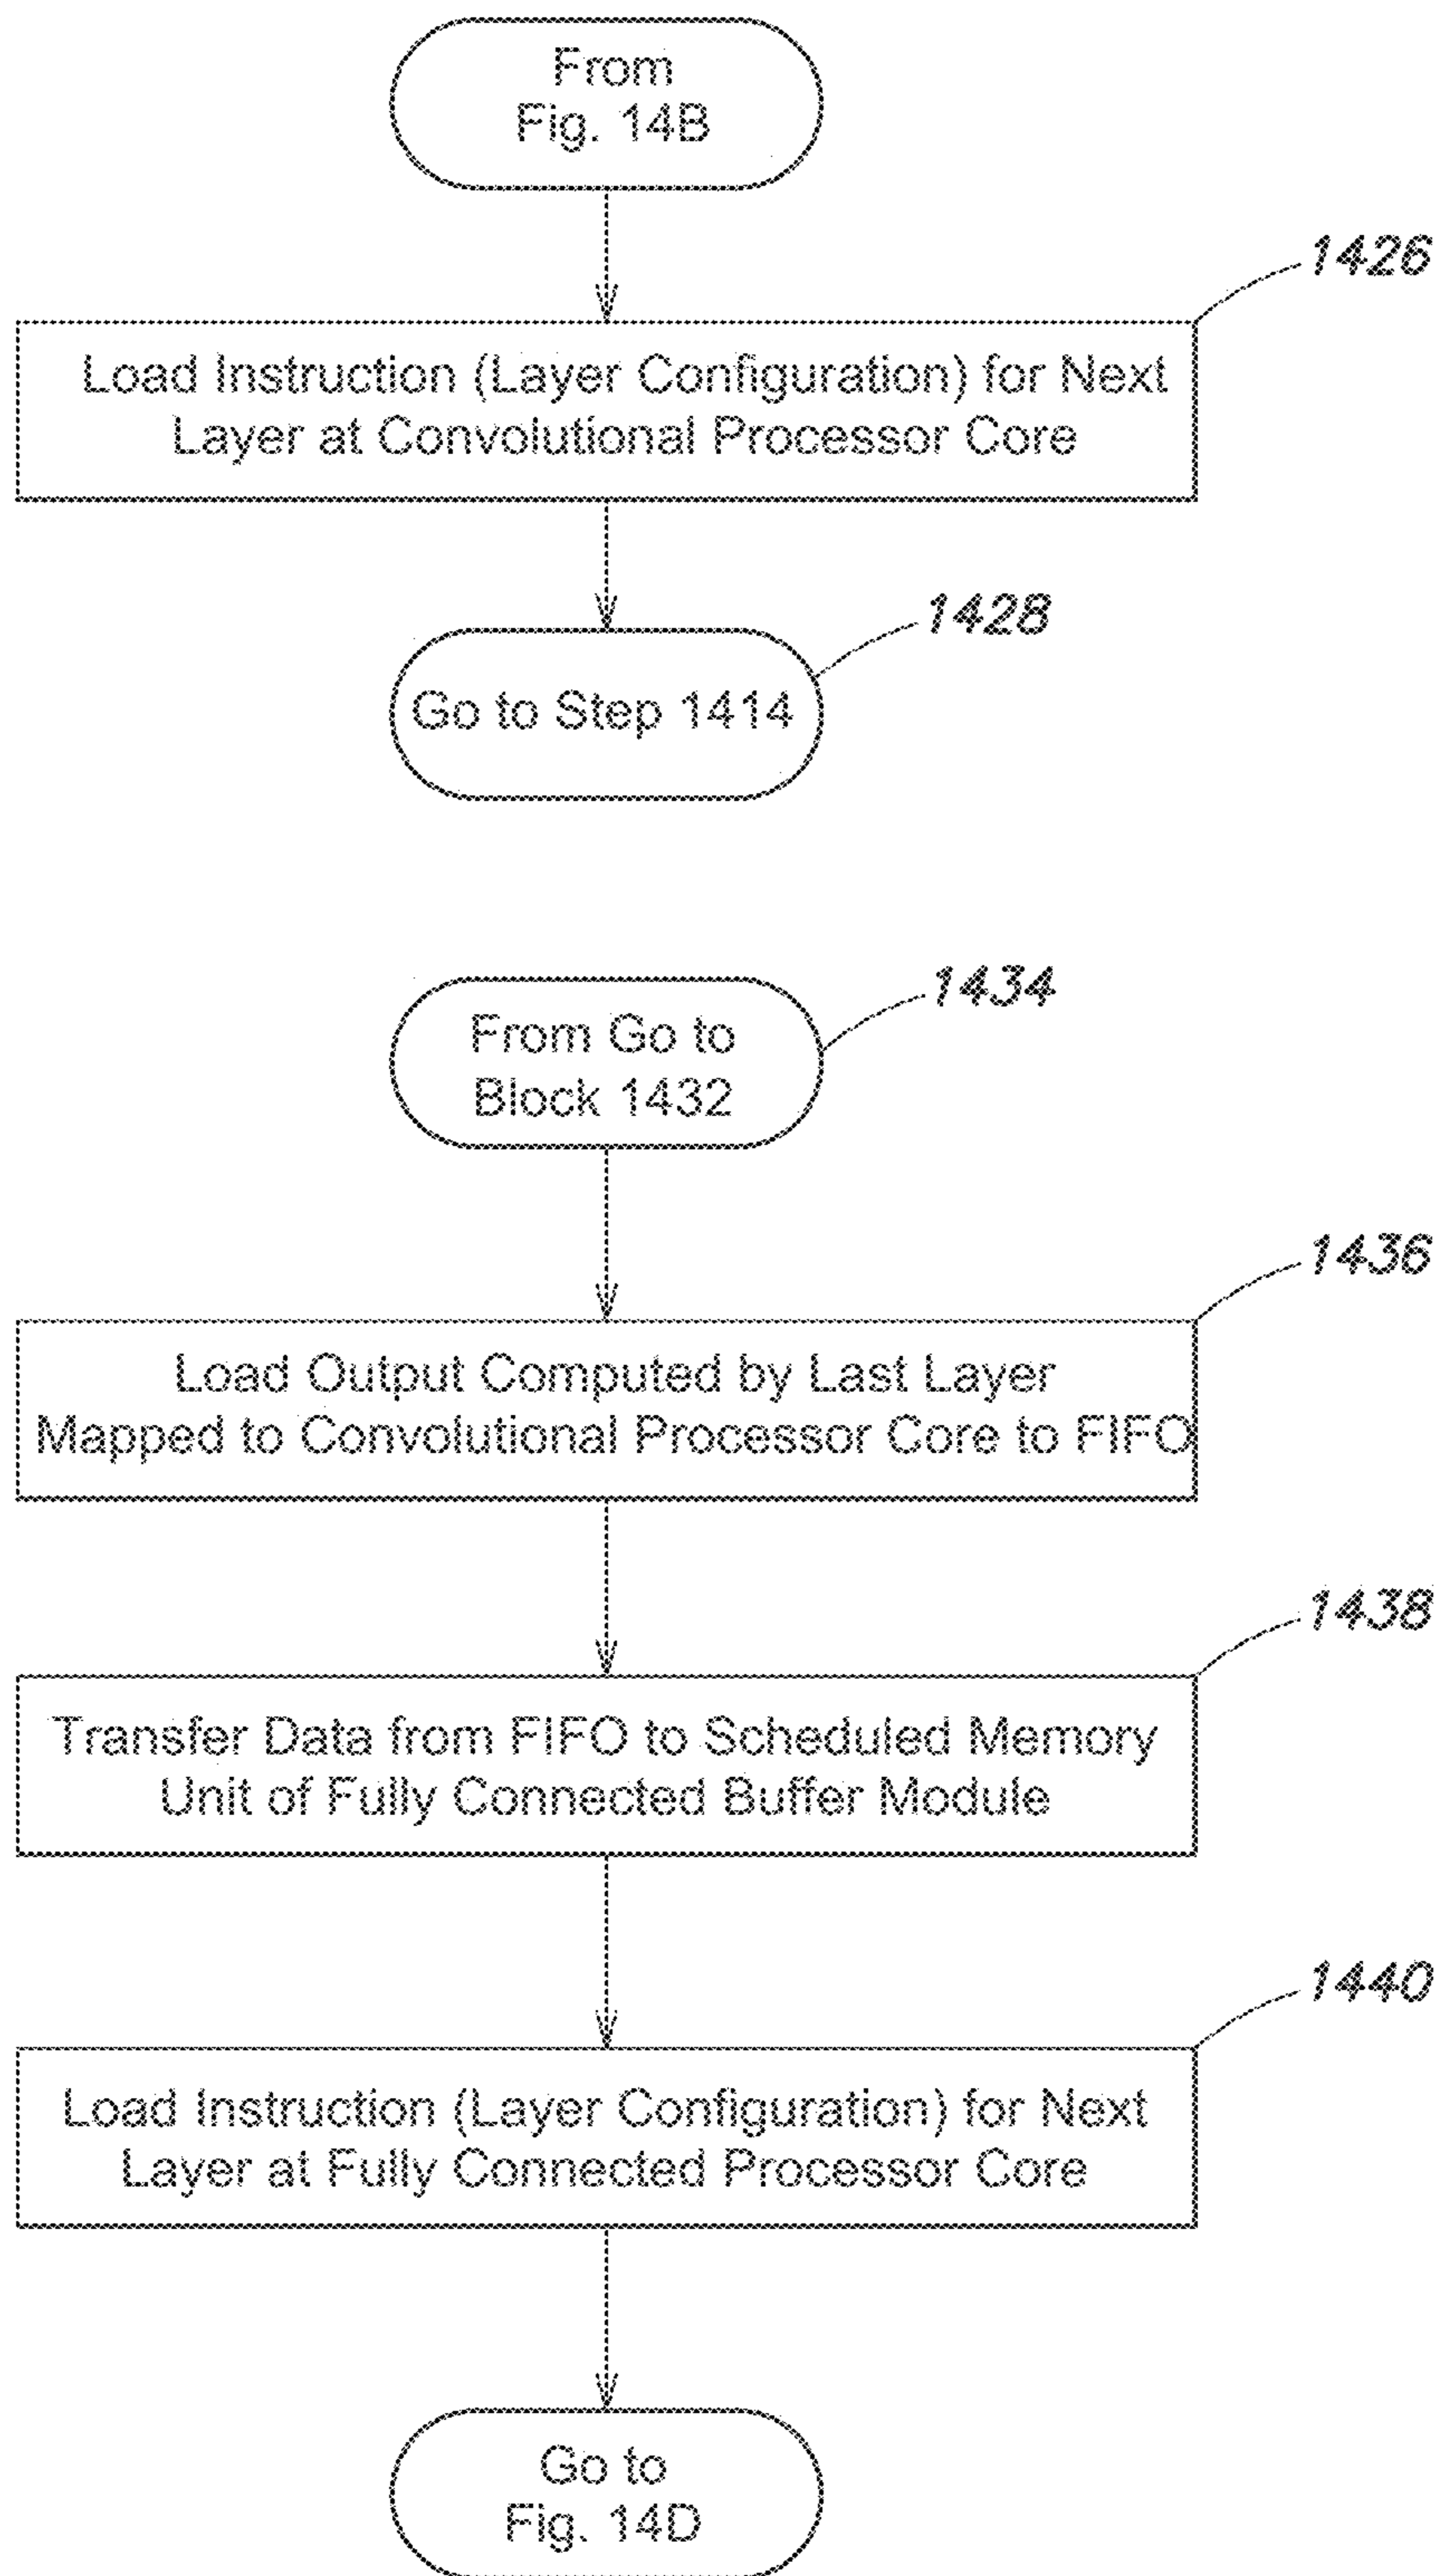 From
Fig. 14B
1426
Load Instruction (Layer Configuration) for Next
Layer at Convolutional Processor Core
1428
Go to Step 1414
1434
From Go to
Block 1432
1436
Load Output Computed by Last Layer
Mapped to Convolutional Processor Core to FIFO
1438
Transfer Data from FIFO to Scheduled Memory
Unit of Fully Connected Buffer Module
1440
Load Instruction (Layer Configuration) for Next
Layer at Fully Connected Processor Core
Go to
Fig. 14D